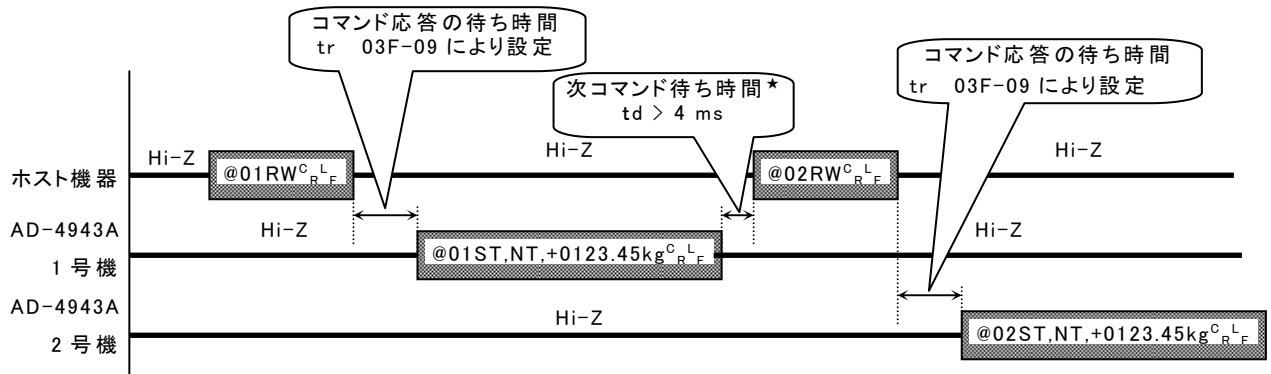 コマンド応答の待ち時間
tr 03F-09 により設定
コマンド応答の待ち時間
tr 03F-09 により設定
次コマンド待ち時間★
td > 4 ms
ホスト機器
Hi-Z
@01RWCRLF
Hi-Z
@02RWCRLF
Hi-Z
AD-4943A
1 号機
Hi-Z
@01ST,NT,+0123.45kgCRLF
Hi-Z
AD-4943A
2 号機
Hi-Z
@02ST,NT,+0123.45kgCRLF